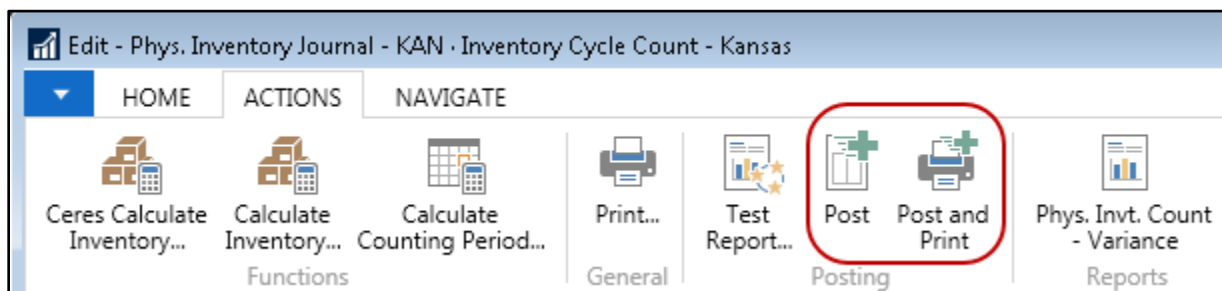 Edit - Phys. Inventory Journal - KAN · Inventory Cycle Count - Kansas
HOME ACTIONS NAVIGATE
Ceres Calculate Inventory...
Calculate Inventory...
Calculate Counting Period...
Print...
Test Report...
Post
Post and Print
Phys. Invt. Count - Variance
Functions
General
Posting
Reports